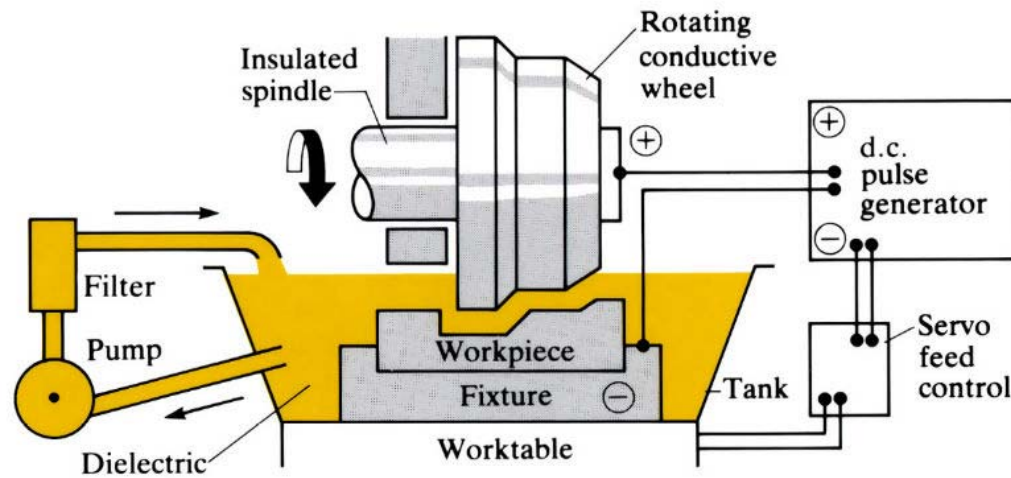 Insulated
spindle
Rotating
conductive
wheel
+
+
d.c.
pulse
generator
−
Filter
Pump
Workpiece
Fixture
−
Servo
feed
control
Tank
Dielectric
Worktable